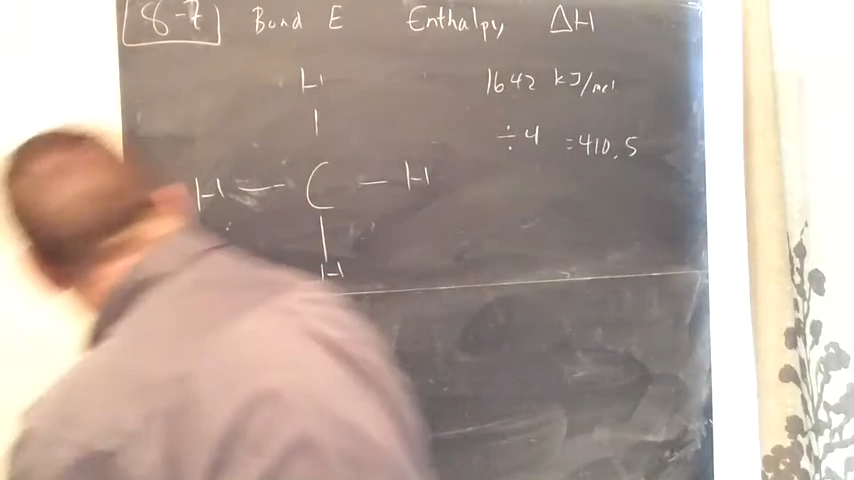 8-7 Bond E Enthalpy ΔH
H
1642 kJ/mol
÷4 =410.5
H — C — H
H